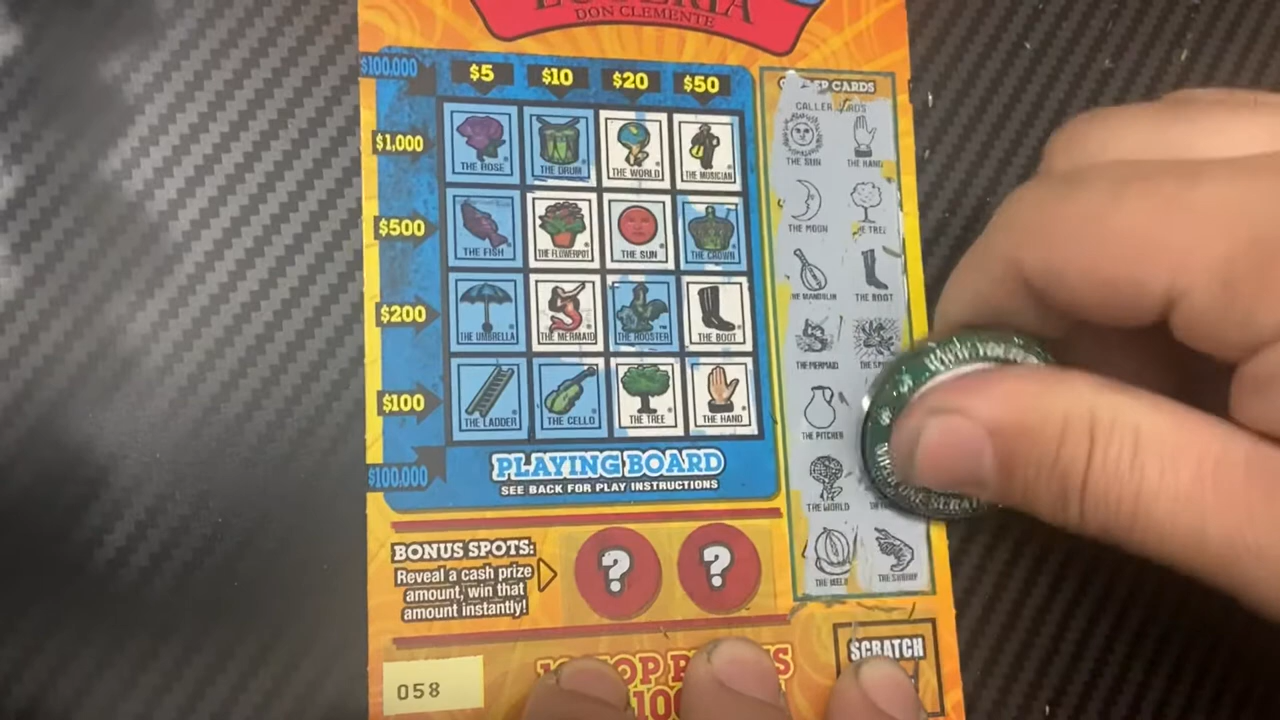 DON CLEMENTE
$100,000 $5 $10 $20 $50
$1,000
THE ROSE THE DRUM THE WORLD THE MUSICIAN
$500
THE FISH THE FLOWERPOT THE SUN THE CROWN
$200
THE UMBRELLA THE MERMAID THE ROOSTER THE BOOT
$100
THE LADDER THE CELLO THE TREE THE HAND
$100,000
PLAYING BOARD
SEE BACK FOR PLAY INSTRUCTIONS
BONUS SPOTS:
Reveal a cash prize
amount, win that
amount instantly!
? ?
058
CARDS
CALLER
THE SUN THE HAND
THE MOON
THE BOOT
THE MERMAID
THE PITCHER
THE WORLD
THE SHRIMP
SCRATCH